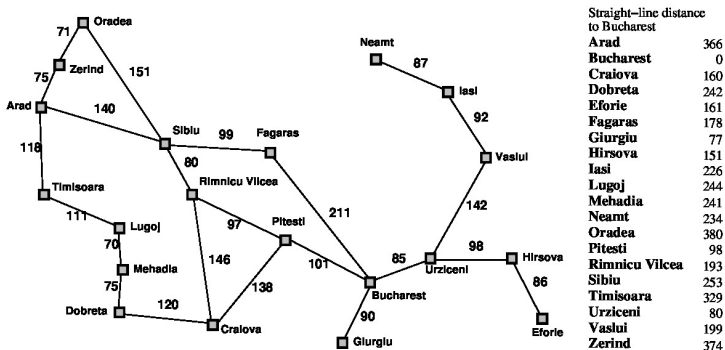 Oradea
71
Neamt
87
Zerind
151
75
Iasi
Arad
140
92
Sibiu
Fagaras
99
118
80
Vaslui
Timisoara
Rimnicu Vilcea
111
Lugoj
97
Pitesti
211
142
70
98
Mehadia
146
101
85
Hirsova
75
138
Urziceni
86
120
Bucharest
Dobreta
90
Craiova
Eforie
Giurgiu
Straight–line distance
to Bucharest
Arad 366
Bucharest 0
Craiova 160
Dobreta 242
Eforie 161
Fagaras 178
Giurgiu 77
Hirsova 151
Iasi 226
Lugoj 244
Mehadia 241
Neamt 234
Oradea 380
Pitesti 98
Rimnicu Vilcea 193
Sibiu 253
Timisoara 329
Urziceni 80
Vaslui 199
Zerind 374